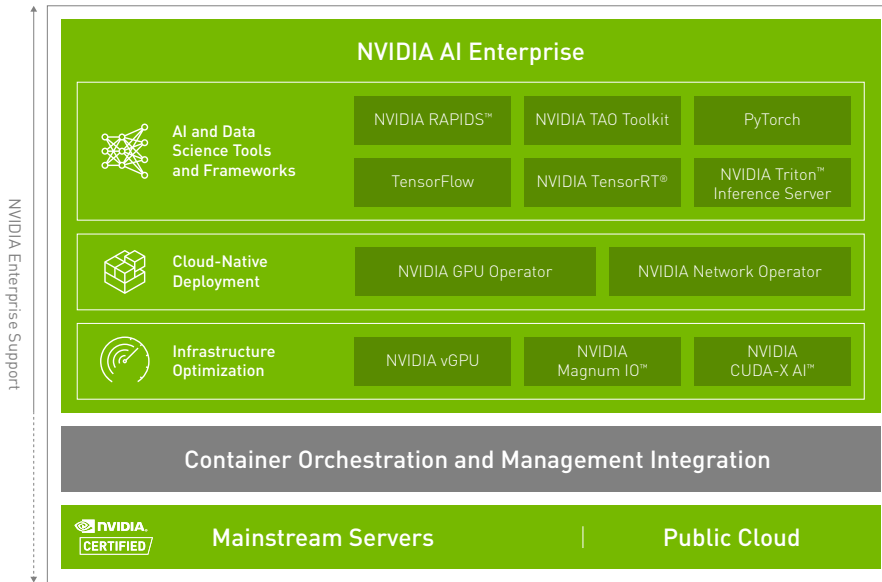 NVIDIA AI Enterprise
AI and Data
Science Tools
and Frameworks
NVIDIA RAPIDS™
NVIDIA TAO Toolkit
PyTorch
TensorFlow
NVIDIA TensorRT®
NVIDIA Triton™
Inference Server
Cloud-Native
Deployment
NVIDIA GPU Operator
NVIDIA Network Operator
Infrastructure
Optimization
NVIDIA vGPU
NVIDIA
Magnum IO™
NVIDIA
CUDA-X AI™
NVIDIA Enterprise Support
Container Orchestration and Management Integration
NVIDIA.
CERTIFIED
Mainstream Servers
Public Cloud